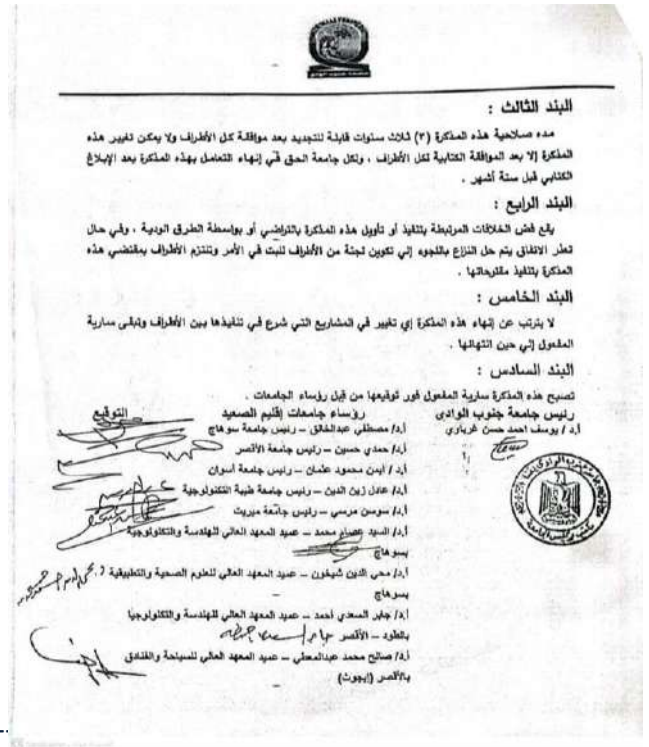 البند الثالث :
مده صلاحية هذه المذكرة (٣) ثلاث سنوات قابلة للتجديد بعد موافقة كل الأطراف ولا يمكن تغيير هذه
المذكرة إلا بعد الموافقة الكتابية لكل الأطراف ، ولكل جامعة الحق في إنهاء التعامل بهذه المذكرة بعد الإبلاغ
الكتابي قبل ستة أشهر .
البند الرابع :
يقع فض الخلافات المرتبطة بتنفيذ أو تأويل هذه المذكرة بالتراضي أو بواسطة الطرق الودية ، وفي حال
تعذر الاتفاق يتم حل النزاع باللجوء إلي تكوين لجنة من الأطراف للبت في الأمر وتلتزم الأطراف بمقتضي هذه
المذكرة بتنفيذ مقترحاتها .
البند الخامس :
لا يترتب عن إنهاء هذه المذكرة إي تغيير في المشاريع التي شرع في تنفيذها بين الأطراف وتبقى سارية
المفعول إلي حين انتهائها .
البند السادس :
تصبح هذه المذكرة سارية المفعول فور توقيعها من قبل رؤساء الجامعات .
رئيس جامعة جنوب الوادي
رؤساء جامعات إقليم الصعيد
التوقيع
أ.د / يوسف احمد حسن غرباري
أ.د/ مصطفي عبدالخالق – رئيس جامعة سوهاج
أ.د/ حمدي حسين – رئيس جامعة الأقصر
أ.د / ايمن محمود عثمان – رئيس جامعة أسوان
أ.د/ عادل زين الدين – رئيس جامعة طيبة التكنولوجية
أ.د/ سوسن مرسي – رئيس جامعة ميريت
أ.د/ السيد عصام محمد – عميد المعهد العالي للهندسة والتكنولوجية
بسوهاج
أ.د/ محي الدين شيخون – عميد المعهد العالي للعلوم الصحية والتطبيقية
بسوهاج
أ.د/ جابر السعدي احمد – عميد المعهد العالي للهندسة والتكنولوجيا
بالطود – الأقصر
أ.د/ صالح محمد عبدالمعطي – عميد المعهد العالي للسياحة والفنادق
بالأقصر (إيجوث)